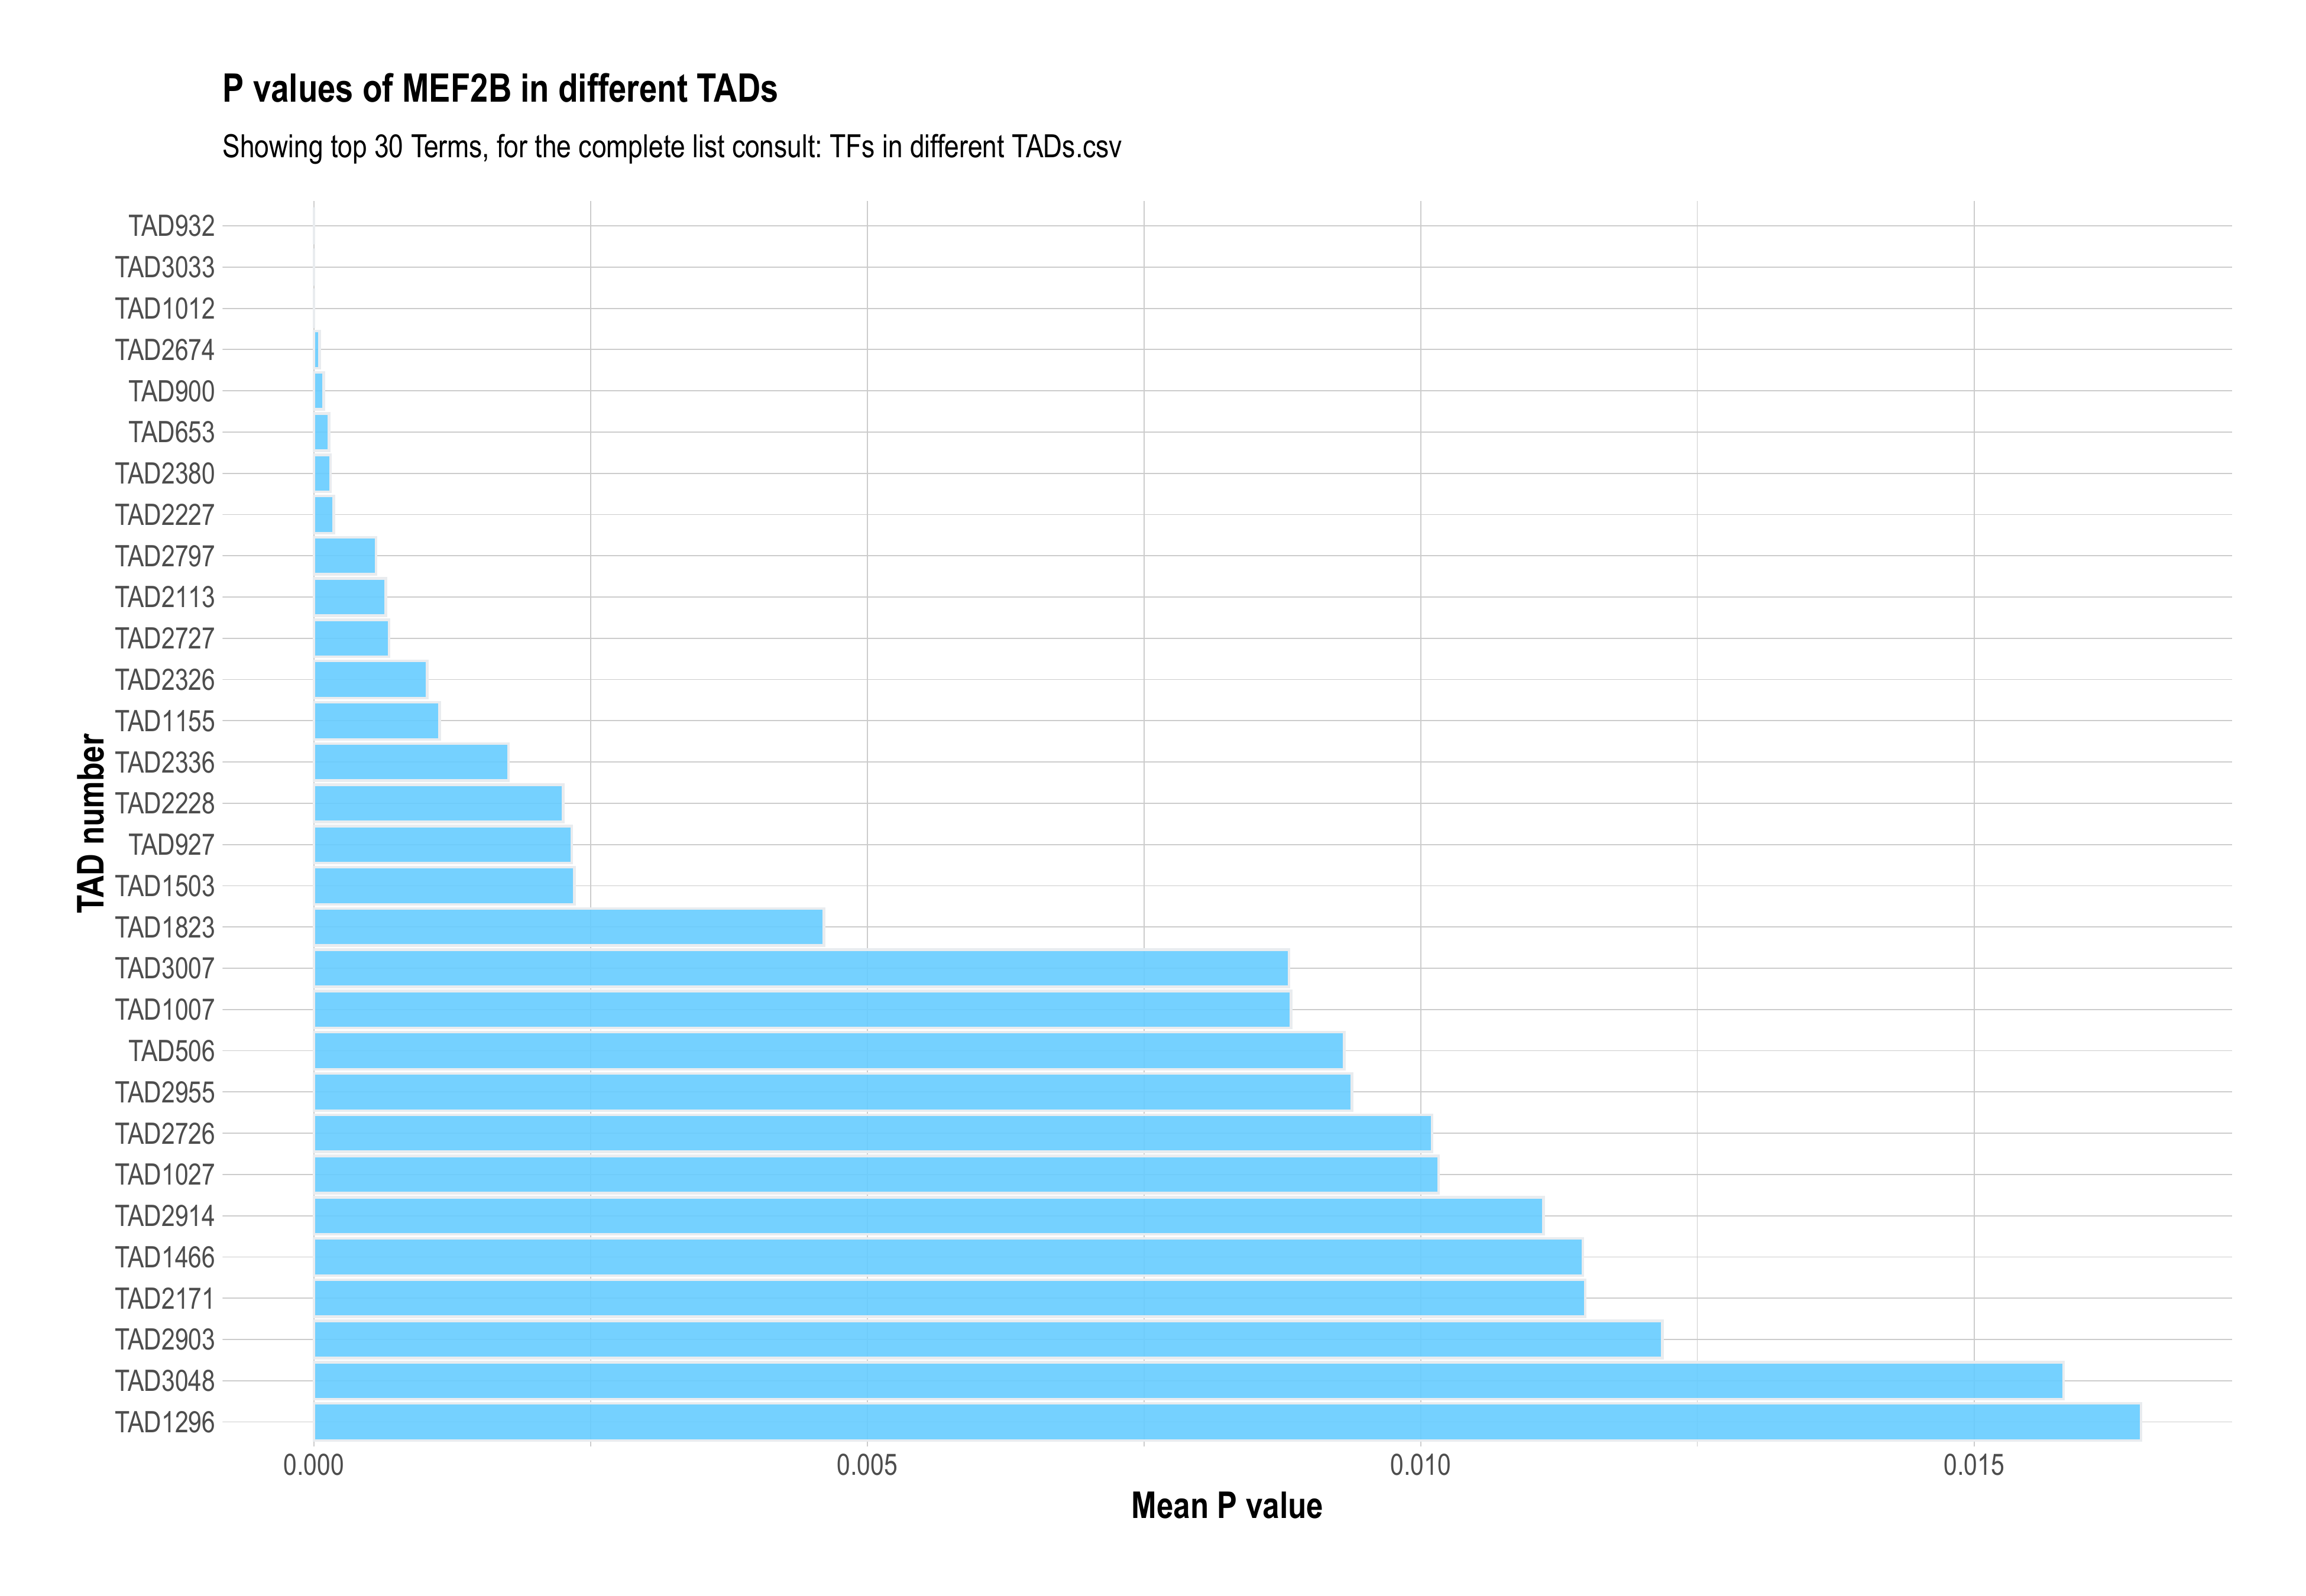 P values of MEF2B in different TADs
Showing top 30 Terms, for the complete list consult: TFs in different TADs.csv
TAD number
TAD932
TAD3033
TAD1012
TAD2674
TAD900
TAD653
TAD2380
TAD2227
TAD2797
TAD2113
TAD2727
TAD2326
TAD1155
TAD2336
TAD2228
TAD927
TAD1503
TAD1823
TAD3007
TAD1007
TAD506
TAD2955
TAD2726
TAD1027
TAD2914
TAD1466
TAD2171
TAD2903
TAD3048
TAD1296
0.000 0.005 0.010 0.015
Mean P value